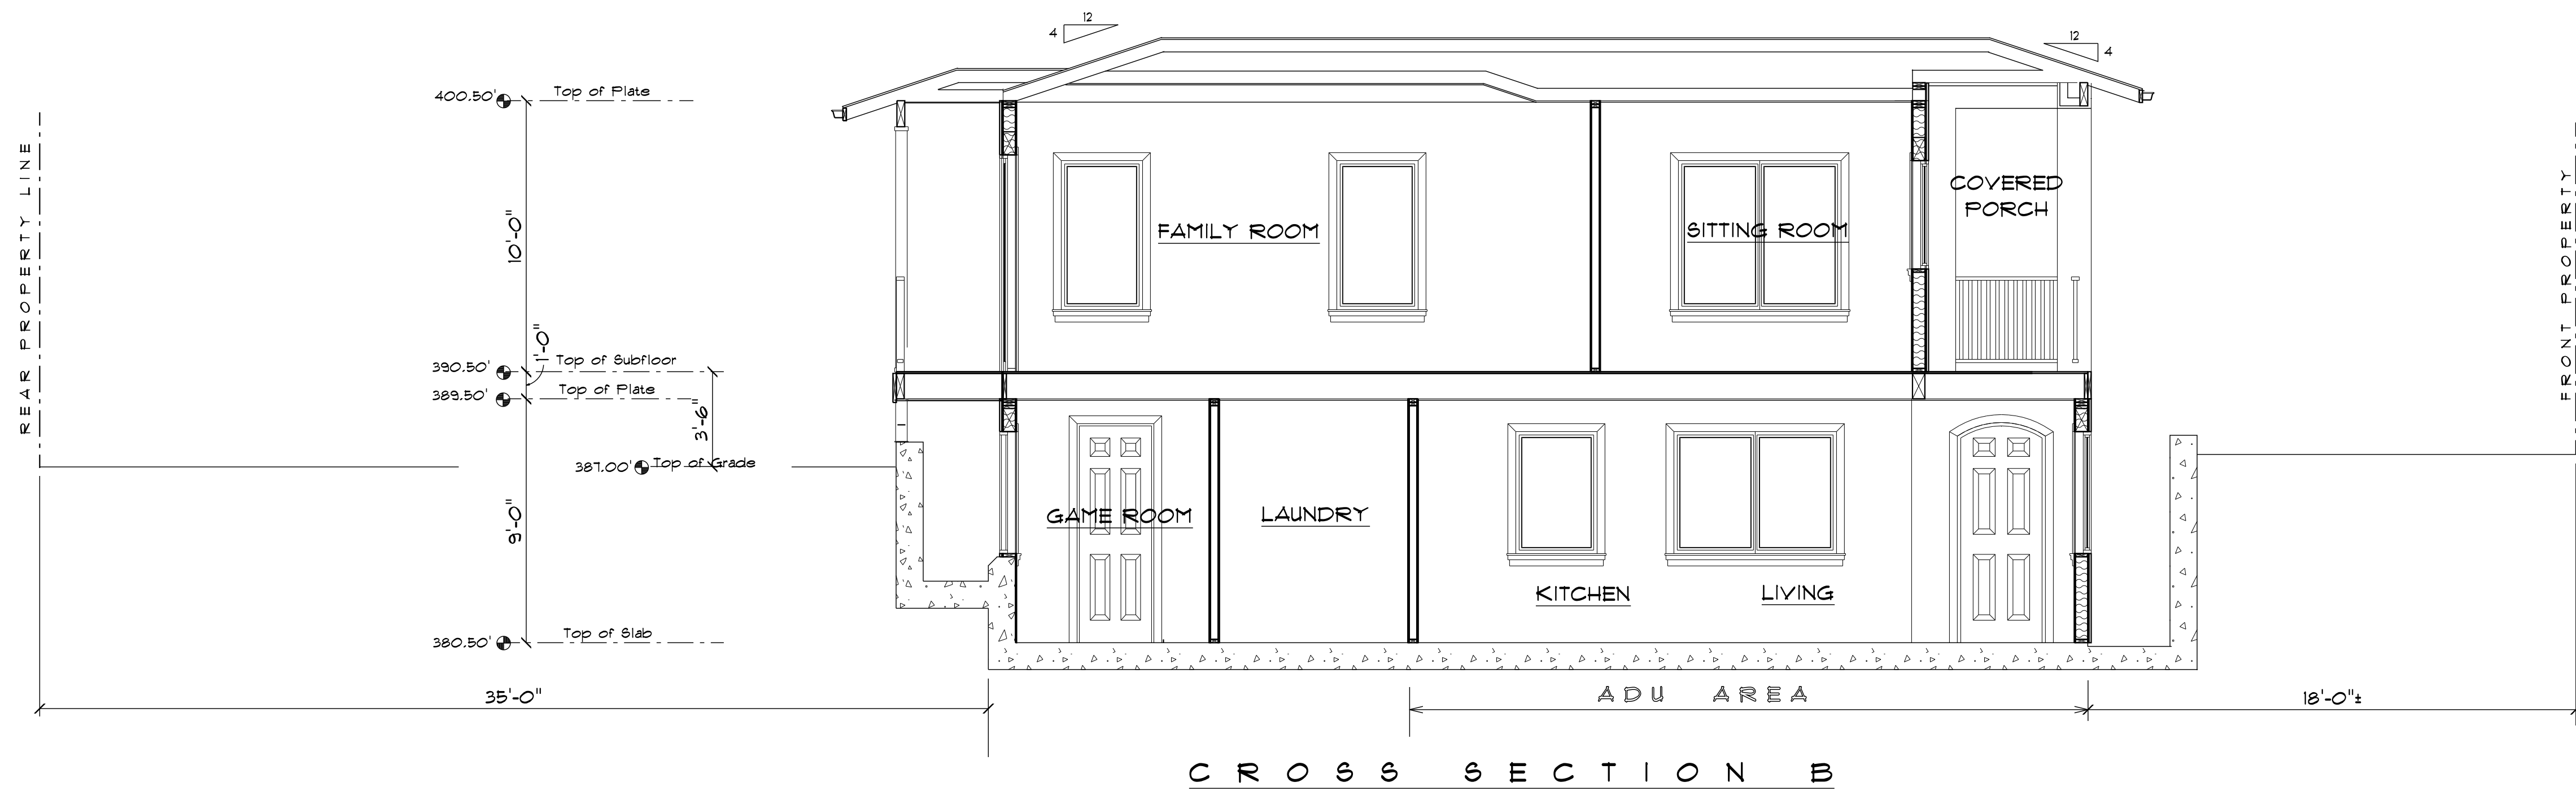 12
4
12
4
400.50' Top of Plate
REAR PROPERTY LINE
10'-0"
FAMILY ROOM
SITTING ROOM
COVERED
PORCH
FRONT PROPERTY
1'-0"
390.50' Top of Subfloor
389.50' Top of Plate
3'-6"
387.00' Top of Grade
9'-0"
GAME ROOM
LAUNDRY
KITCHEN
LIVING
380.50' Top of Slab
35'-0"
ADU AREA
18'-0"±
CROSS SECTION B